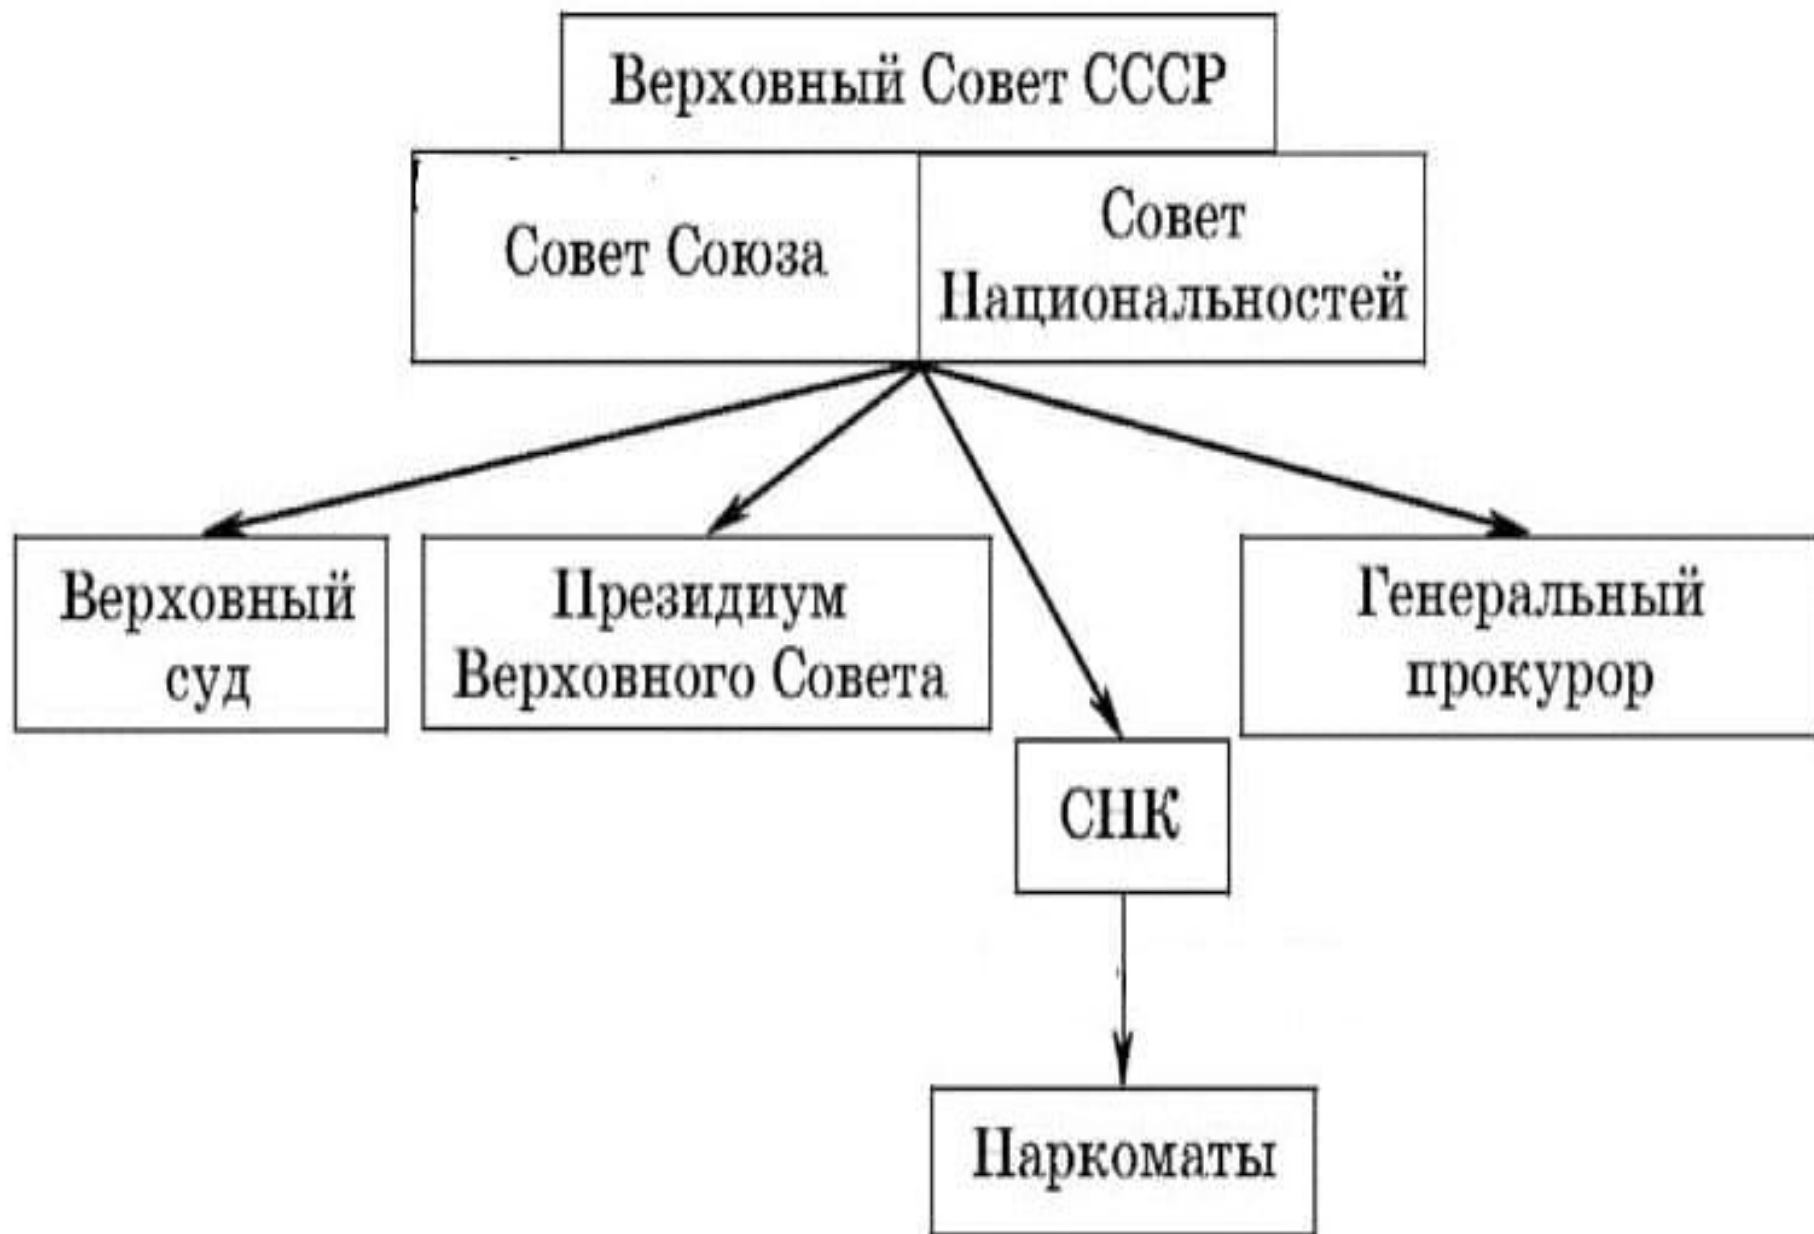 Верховный Совет СССР
Совет Союза
Совет
Национальностей
Верховный
суд
Президиум
Верховного Совета
Генеральный
прокурор
СНК
Наркоматы